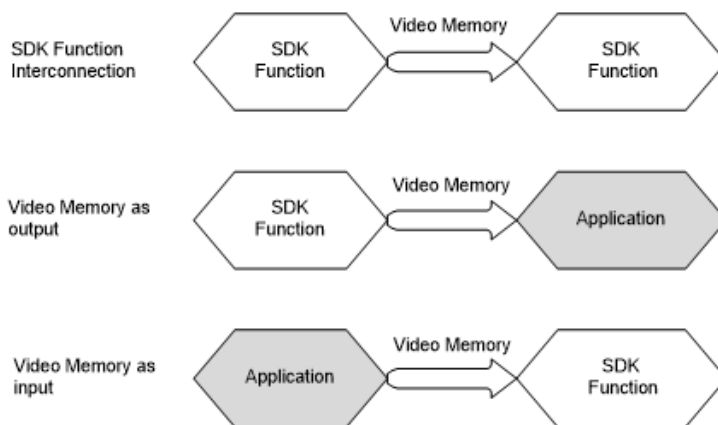 SDK Function
Interconnection
SDK
Function
Video Memory
SDK
Function
Video Memory as
output
SDK
Function
Video Memory
Application
Video Memory as
input
Application
Video Memory
SDK
Function